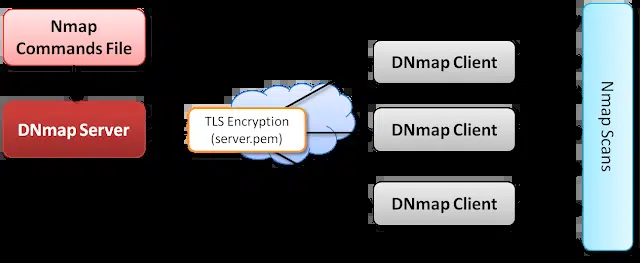 Nmap
Commands File
DNmap Server
TLS Encryption
(server.pem)
DNmap Client
DNmap Client
DNmap Client
Nmap Scans